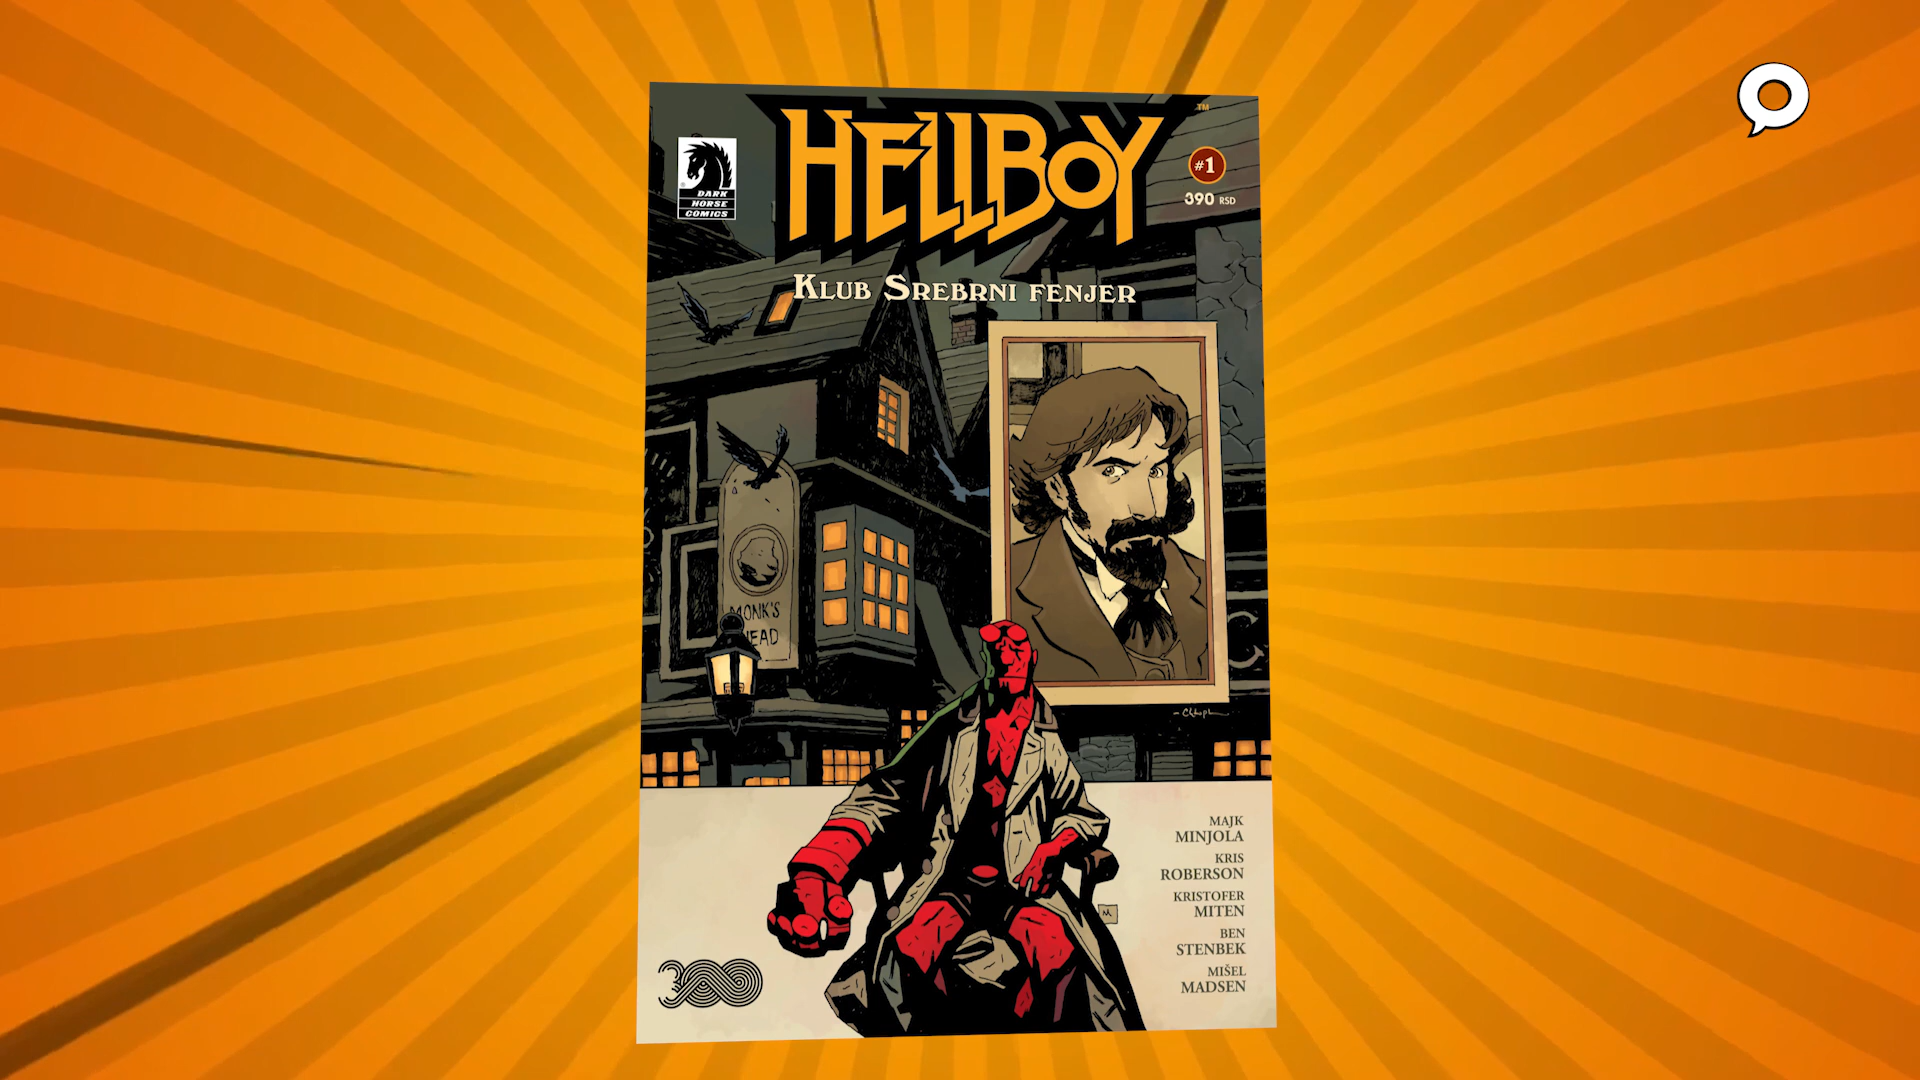 HELLBOY
TM
DARK
HORSE
COMICS
#1
390 RSD
KLUB SREBRNI FENJER
MONK'S
HEAD
MAJK
MINJOLA
KRIS
ROBERSON
KRISTOFER
MITEN
BEN
STENBEK
MIŠEL
MADSEN
M
300